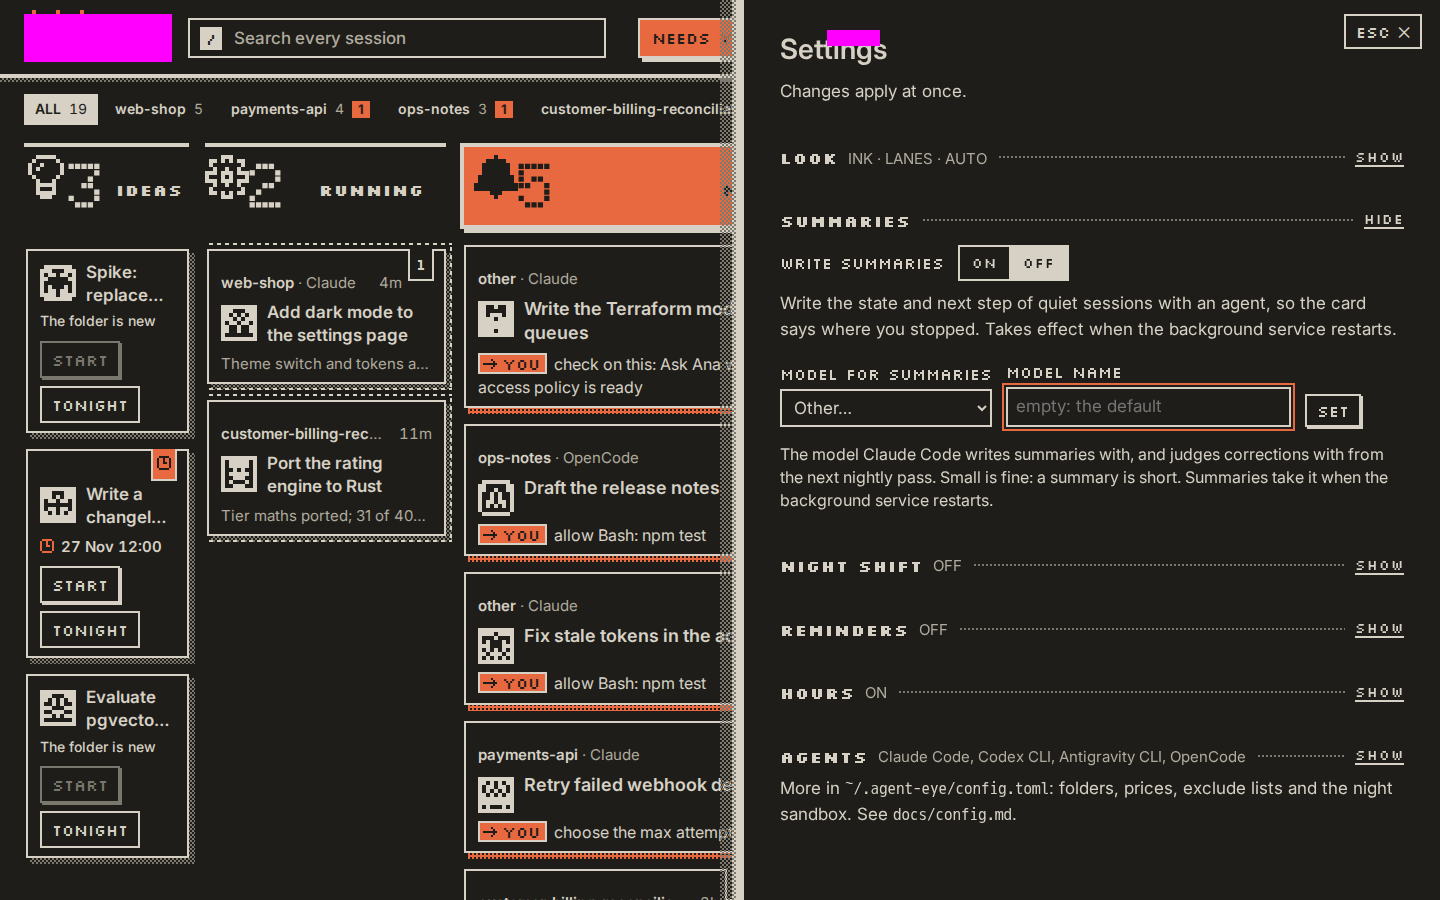 / Search every session
NEEDS
ALL 19
web-shop 5
payments-api 4 1
ops-notes 3 1
customer-billing-reconcili
3 IDEAS
2 RUNNING
5
Spike:
replace...
The folder is new
START
TONIGHT
Write a
changel...
27 Nov 12:00
START
TONIGHT
Evaluate
pgvecto...
The folder is new
START
TONIGHT
1
web-shop · Claude 4m
Add dark mode to
the settings page
Theme switch and tokens a...
customer-billing-rec... 11m
Port the rating
engine to Rust
Tier maths ported; 31 of 40...
other · Claude
Write the Terraform mod
queues
→ YOU check on this: Ask Ana
access policy is ready
ops-notes · OpenCode
Draft the release notes
→ YOU allow Bash: npm test
other · Claude
Fix stale tokens in the
→ YOU allow Bash: npm test
payments-api · Claude
Retry failed webhook de
→ YOU choose the max attempt
Settings
ESC ×
Changes apply at once.
LOOK INK · LANES · AUTO SHOW
SUMMARIES HIDE
WRITE SUMMARIES ON OFF
Write the state and next step of quiet sessions with an agent, so the card
says where you stopped. Takes effect when the background service restarts.
MODEL FOR SUMMARIES MODEL NAME
Other... empty: the default SET
The model Claude Code writes summaries with, and judges corrections with from
the next nightly pass. Small is fine: a summary is short. Summaries take it when the
background service restarts.
NIGHT SHIFT OFF SHOW
REMINDERS OFF SHOW
HOURS ON SHOW
AGENTS Claude Code, Codex CLI, Antigravity CLI, OpenCode SHOW
More in ~/.agent-eye/config.toml: folders, prices, exclude lists and the night
sandbox. See docs/config.md.